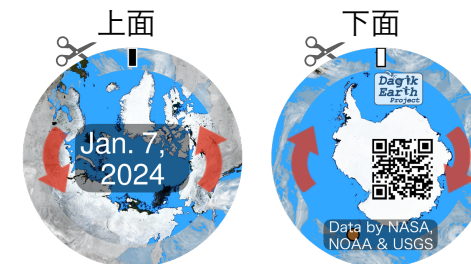 上面
下面
Jan. 7,
2024
Dagik
Earth
Project
Data by NASA,
NOAA & USGS